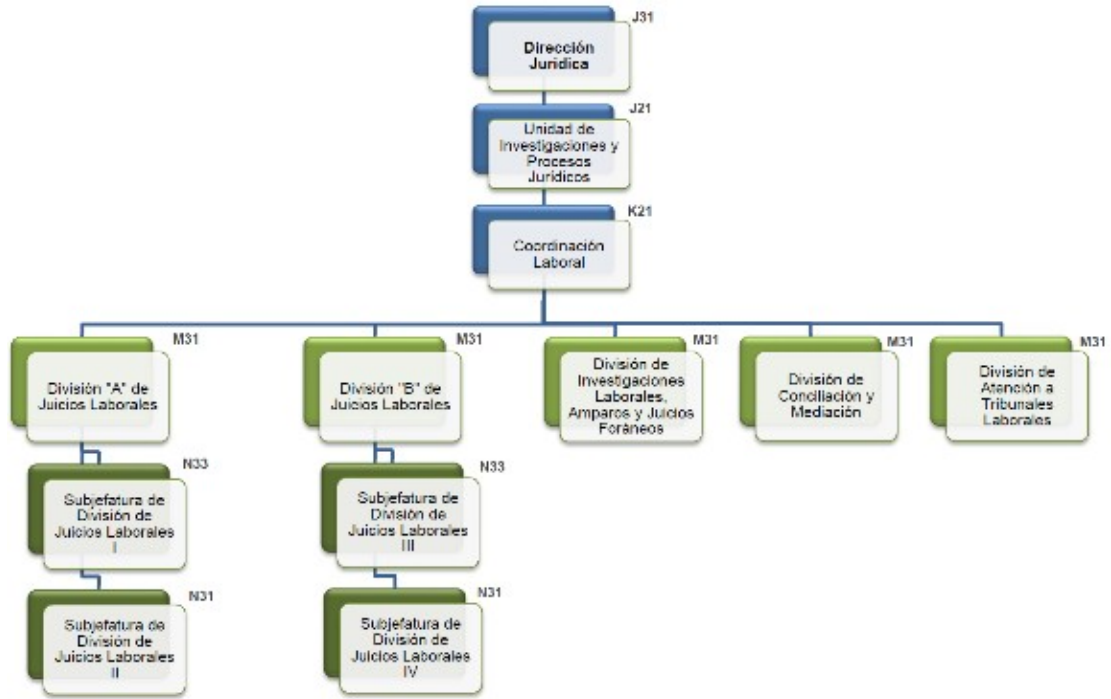 J31
Dirección
Juridica
J21
Unidad de
Investigaciones y
Procesos
Jurídicos
K21
Coordinación
Laboral
M31
División "A" de
Juicios Laborales
M31
División "B" de
Juicios Laborales
M31
División de
Investigaciones
Laborales,
Amparos y Juicios
Foráneos
M31
División de
Conciliación y
Mediación
M31
División de
Atención a
Tribunales
Laborales
N33
Subjefatura de
División de
Juicios Laborales
I
N33
Subjefatura de
División de
Juicios Laborales
III
N31
Subjefatura de
División de
Juicios Laborales
II
N31
Subjefatura de
División de
Juicios Laborales
IV